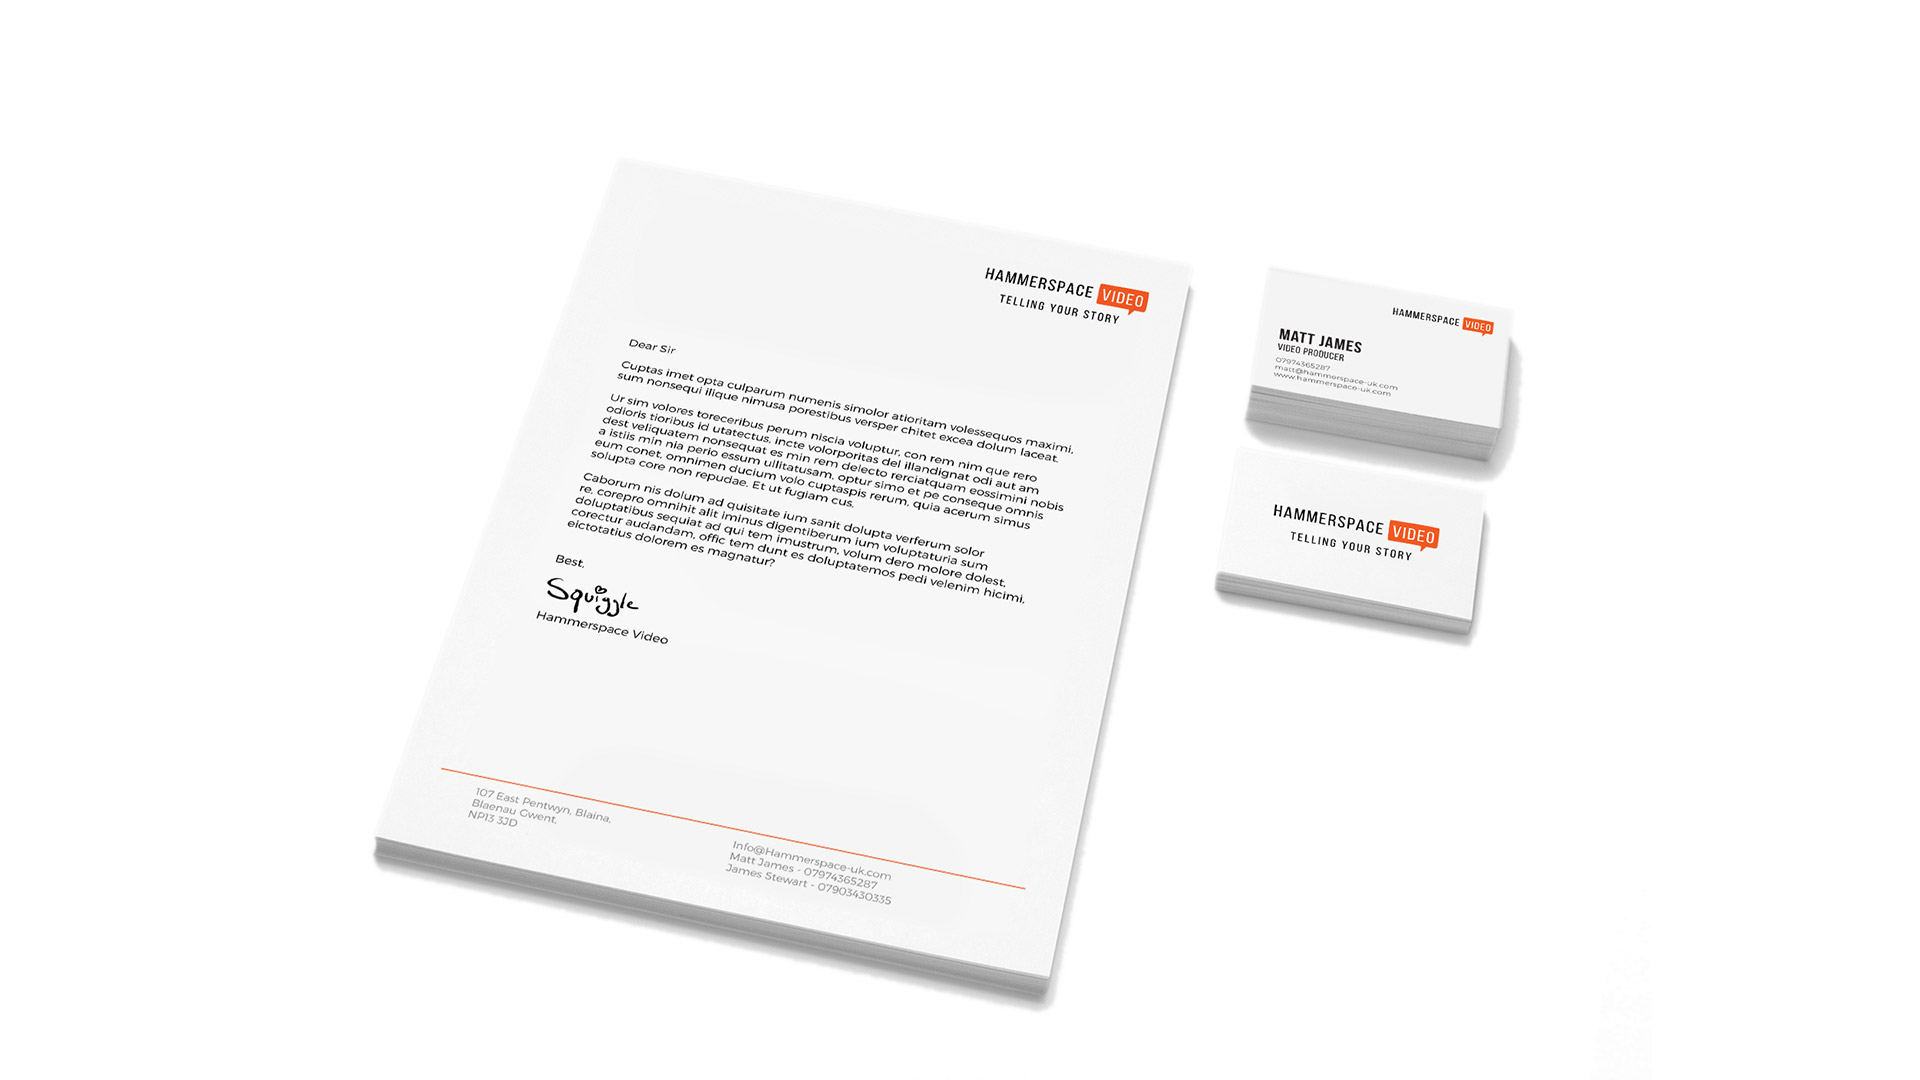 HAMMERSPACE VIDEO
TELLING YOUR STORY
Dear Sir
Cuptas imet opta culparum numenis simolor atioritam volessequos maximi,
sum nonsequi ilique nimusa porestibus versper chitet excea dolum laceat.
Ur sim volores toreceribus perum niscia voluptur, con rem nim que rero
odioris tioribus id utatectus, incte volorporitas del illandignat odi aut am
dest veliquatem nonsequat es min rem delecto rerciatquam eossimini nobis
a istiis min nia perio essum ullitatusam, optur simo et pe conseque omnis
eum conet, omnimen ducium volo cuptaspis rerum, quia acerum simus
solupta core non repudae. Et ut fugiam cus.
Caborum nis dolum ad quisitate ium sanit dolupta verferum solor
re, corepro omnihit alit iminus digentiberum ium voluptaturia sum
doluptatibus sequiat ad qui tem imustrum, volum dero molore dolest,
corectur audandam, offic tem dunt es doluptatemos pedi velenim hicimi,
eictotatius dolorem es magnatur?
Best,
Squiggle
Hammerspace Video
107 East Pentwyn, Blaina,
Blaenau Gwent,
NP13 3JD
Info@Hammerspace-uk.com
Matt James - 07974365287
James Stewart - 07903430335
HAMMERSPACE VIDEO
MATT JAMES
VIDEO PRODUCER
07974365287
matt@hammerspace-uk.com
www.hammerspace-uk.com
HAMMERSPACE VIDEO
TELLING YOUR STORY